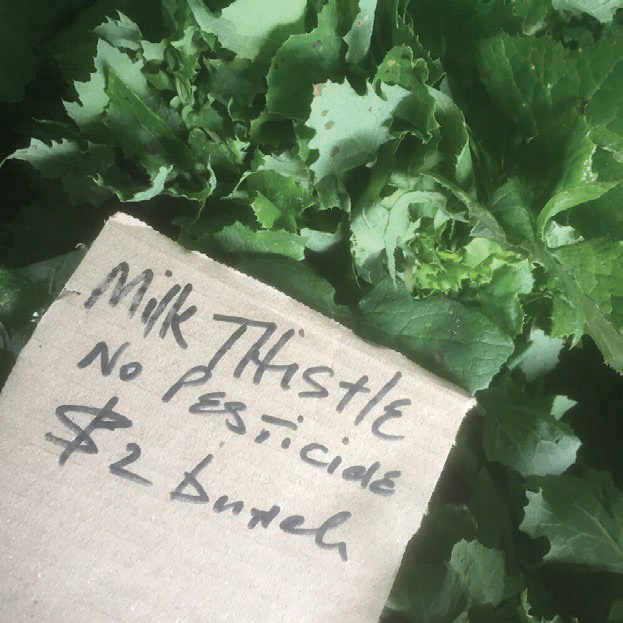 Milk THistlE
No PEsTicidE
$2 bunch